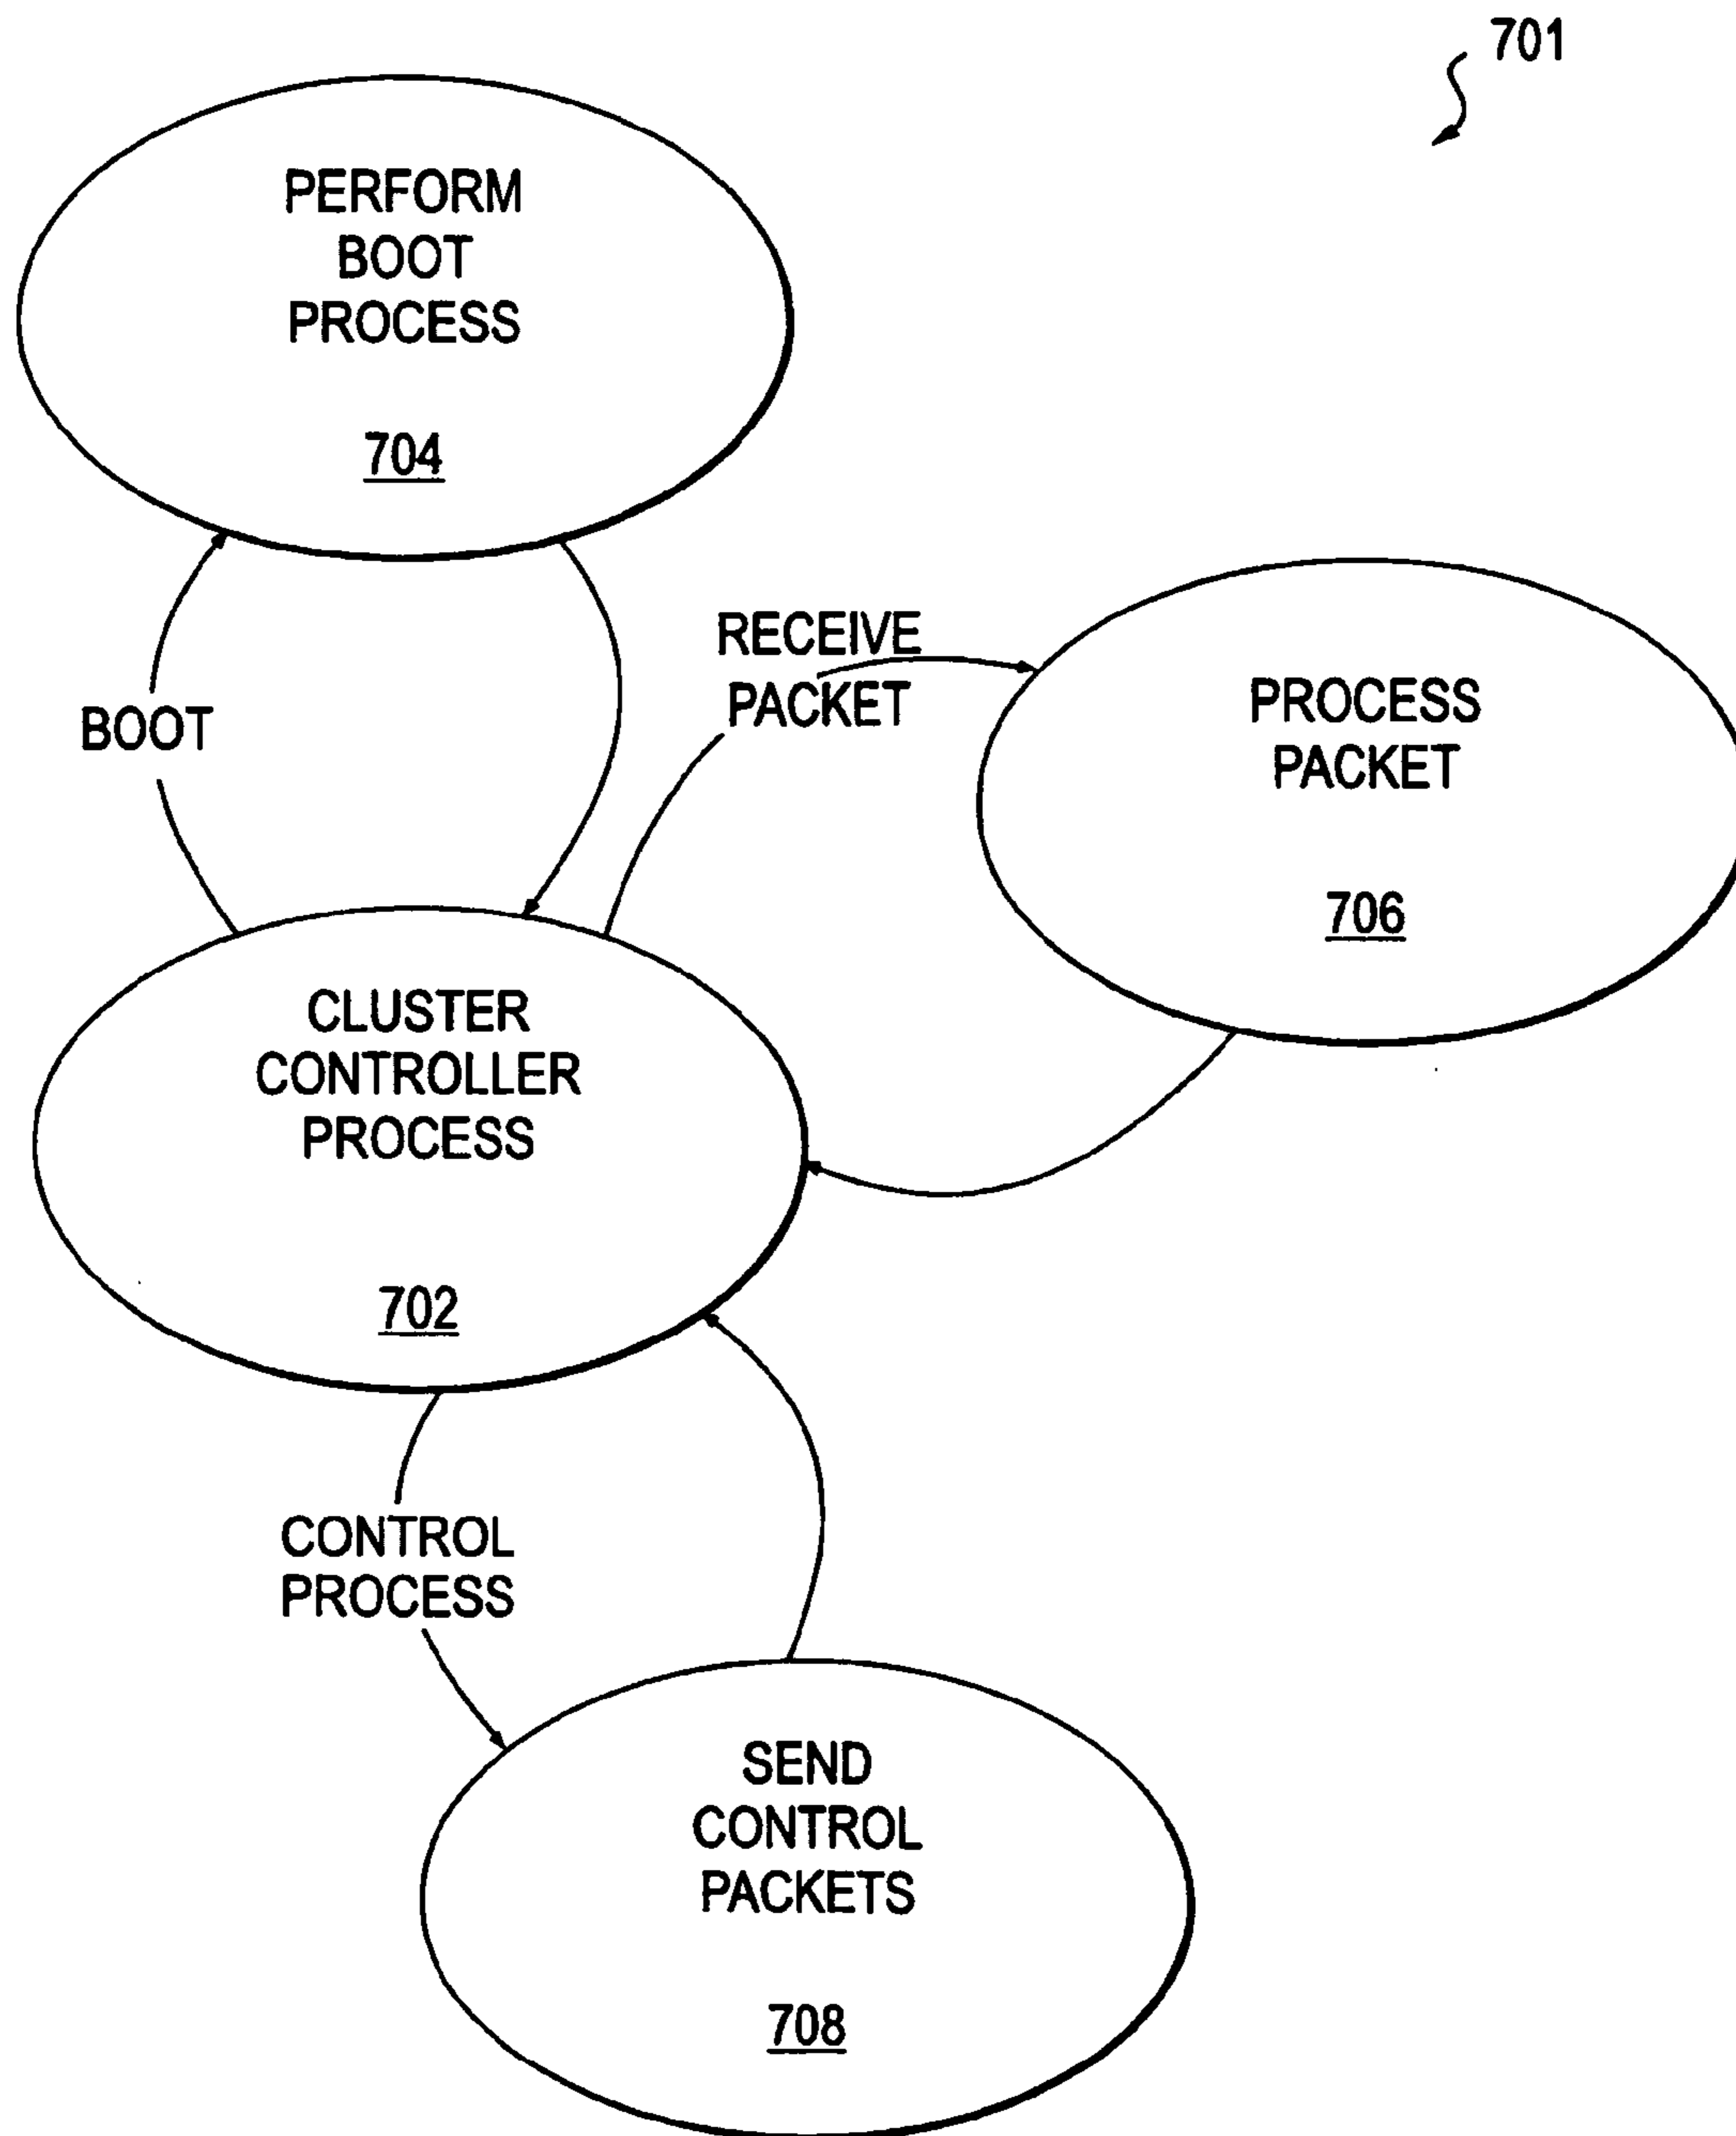 701
PERFORM
BOOT
PROCESS
704
BOOT
RECEIVE
PACKET
PROCESS
PACKET
706
CLUSTER
CONTROLLER
PROCESS
702
CONTROL
PROCESS
SEND
CONTROL
PACKETS
708